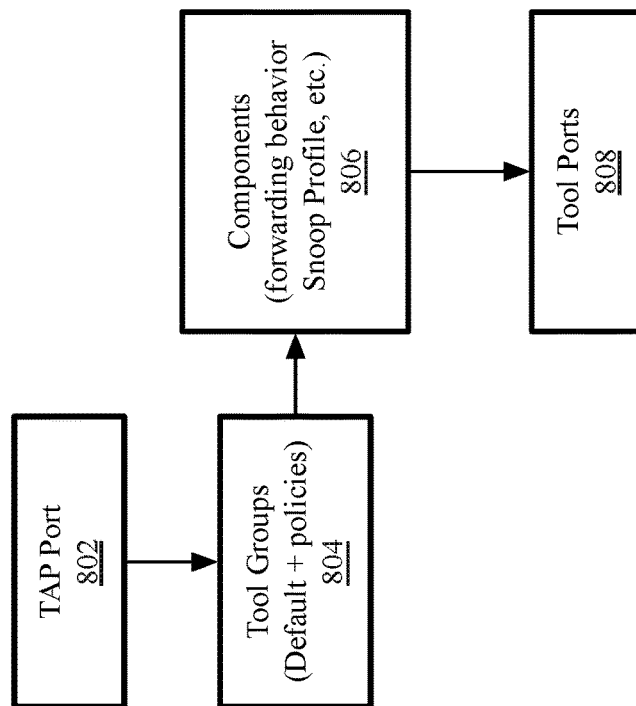 TAP Port
802
Tool Groups
(Default + policies)
804
Components
(forwarding behavior
Snoop Profile, etc.)
806
Tool Ports
808